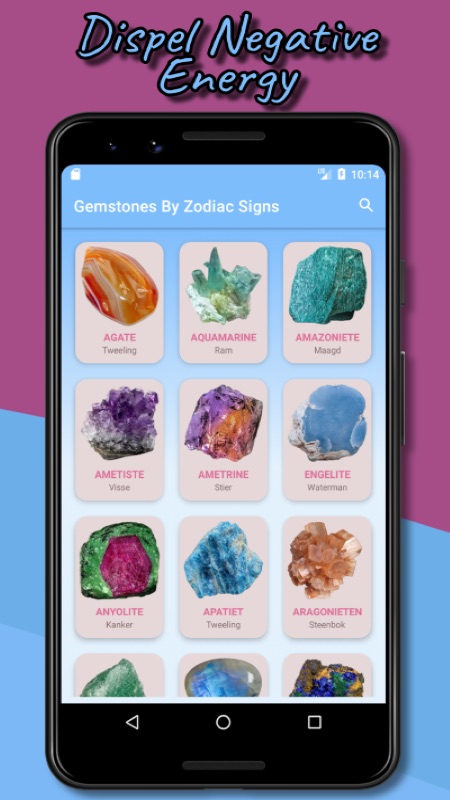 Dispel Negative
Energy
10:14
Gemstones By Zodiac Signs
AGATE
Tweeling
AQUAMARINE
Ram
AMAZONIETE
Maagd
AMETISTE
Visse
AMETRINE
Stier
ENGELITE
Waterman
ANYOLITE
Kanker
APATIET
Tweeling
ARAGONIETEN
Steenbok